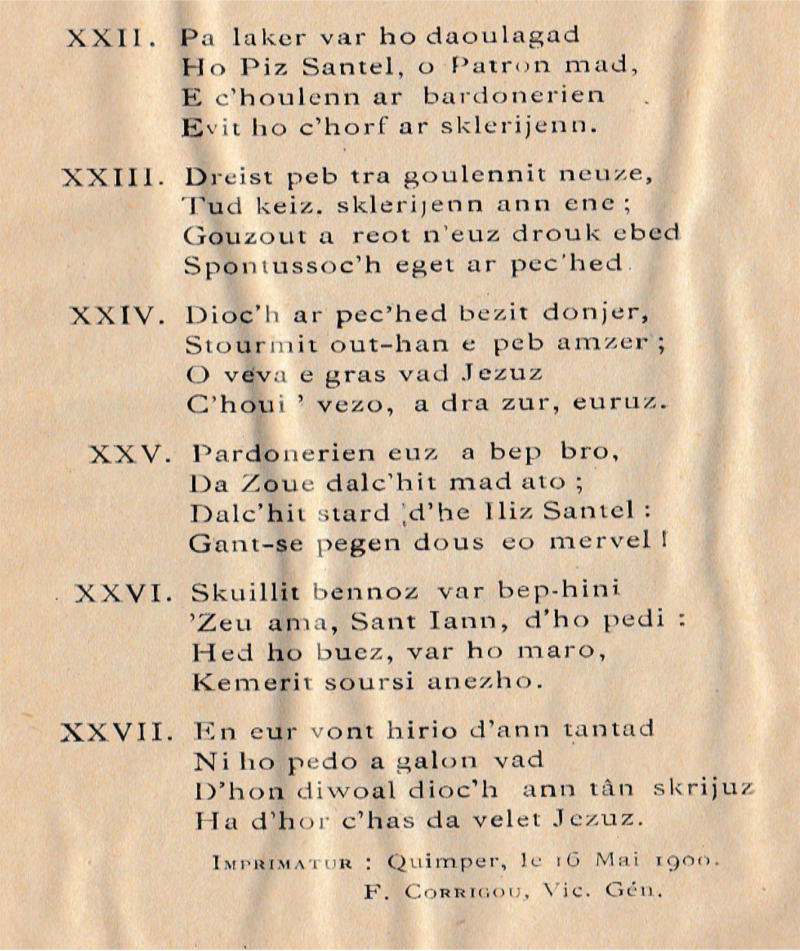 XXII. Pa laker var ho daoulagad
Ho Piz Santel, o Patron mad,
E c'houlenn ar bardonerien
Evit ho c'horf ar sklerijenn.
XXIII. Dreist peb tra goulennit neuze,
Tud keiz. sklerijenn ann ene ;
Gouzout a reot n'euz drouk ebed
Spontussoc'h eget ar pec'hed.
XXIV. Dioc'h ar pec'hed bezit donjer,
Stourmit out-han e peb amzer ;
O veva e gras vad Jezuz
C'houi ' vezo, a dra zur, euruz.
XXV. Pardonerien euz a bep bro,
Da Zoue dalc'hit mad ato ;
Dalc'hit stard d'he Iliz Santel :
Gant-se pegen dous eo mervel !
XXVI. Skuillit bennoz var bep-hini
'Zeu ama, Sant Iann, d'ho pedi :
Hed ho buez, var ho maro,
Kemerit soursi anezho.
XXVII. En eur vont hirio d'ann tantad
Ni ho pedo a galon vad
D'hon diwoal dioc'h ann tân skrijuz
Ha d'hor c'has da velet Jezuz.
IMPRIMATUR : Quimper, le 16 Mai 1900.
F. CORRIGOU, Vic. Gén.